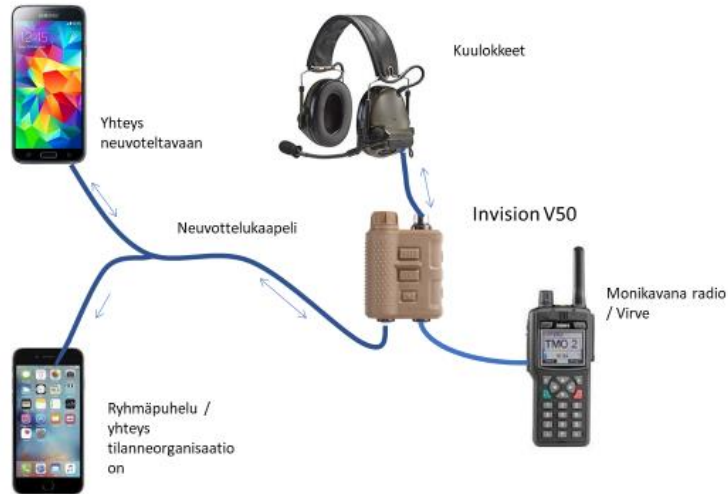 Kuulokkeet
Yhteys
neuvoteltavaan
Neuvottelukaapeli
Invision V50
Monikavana radio
/ Virve
TMO 2
Ryhmäpuhelu /
yhteys
tilanneorganisaatio
on